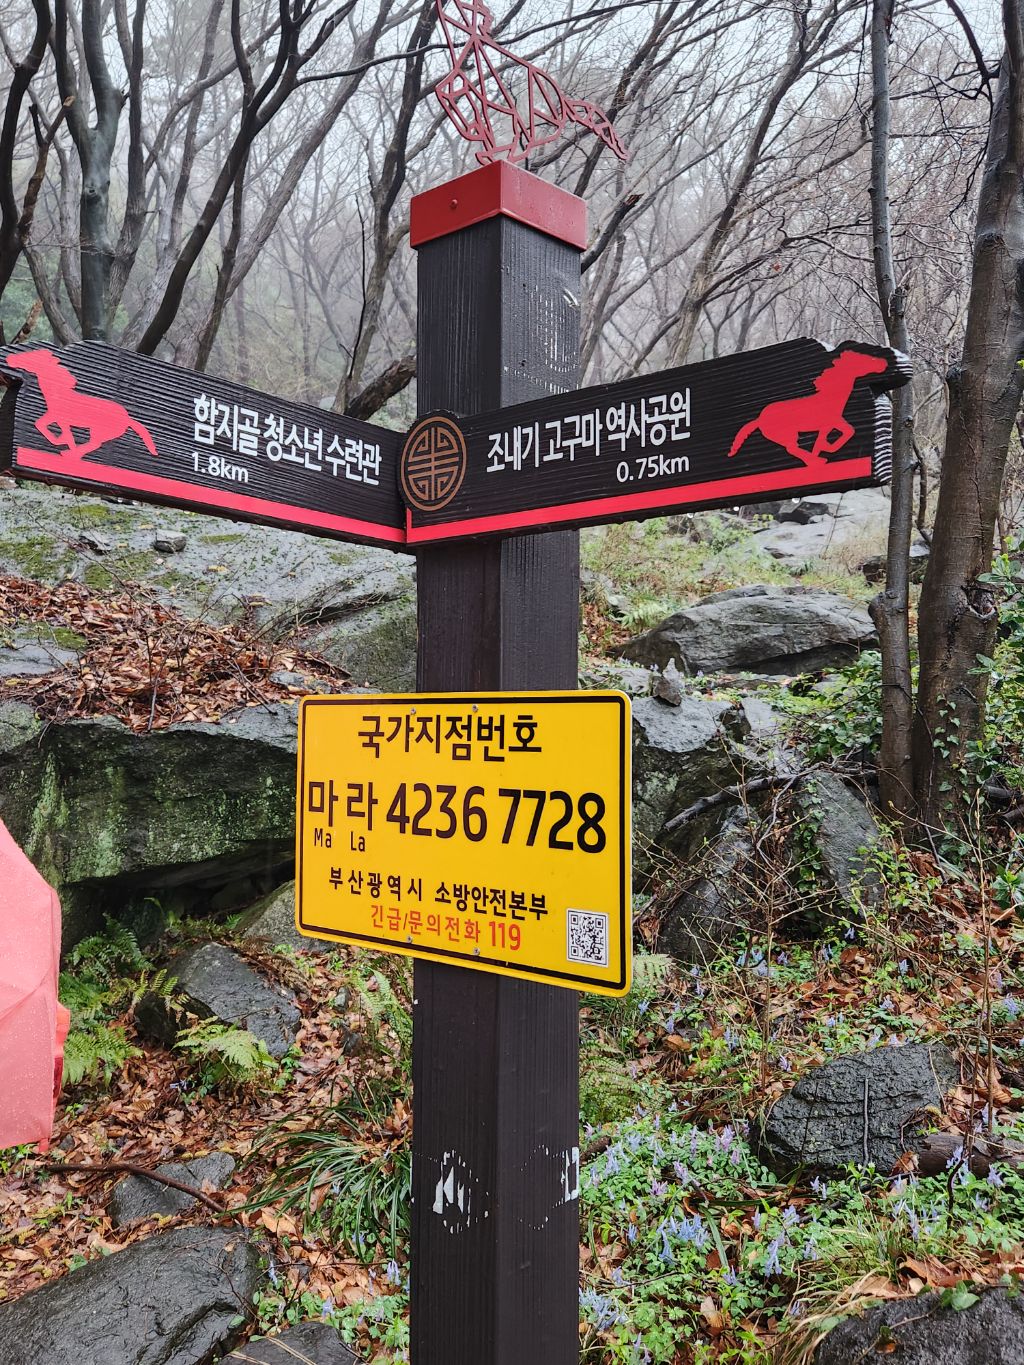 함지골 청소년 수련관
1.8km
조내기 고구마 역사공원
0.75km
국가지점번호
마 라 4236 7728
Ma La
부산광역시 소방안전본부
긴급/문의전화 119